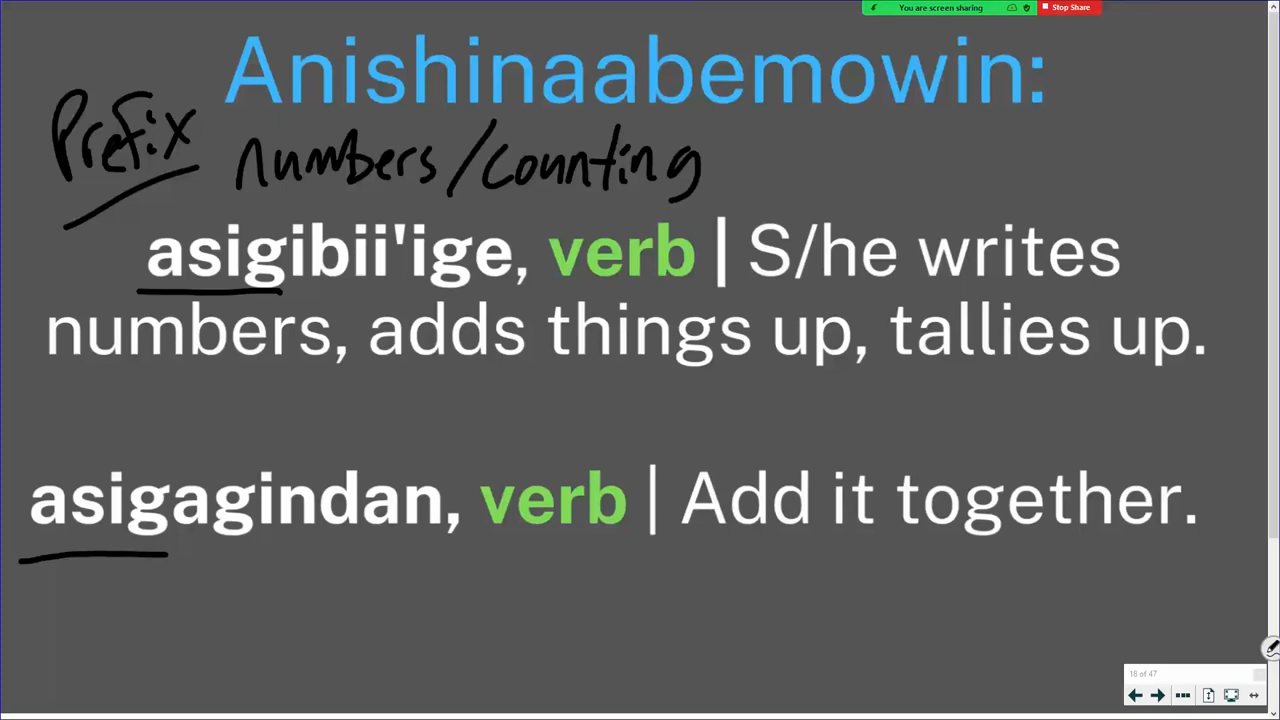 You are screen sharing
Stop Share
Anishinaabemowin:
Prefix
numbers/counting
asigibii'ige, verb | S/he writes
numbers, adds things up, tallies up.
asigagindan, verb | Add it together.
18 of 47